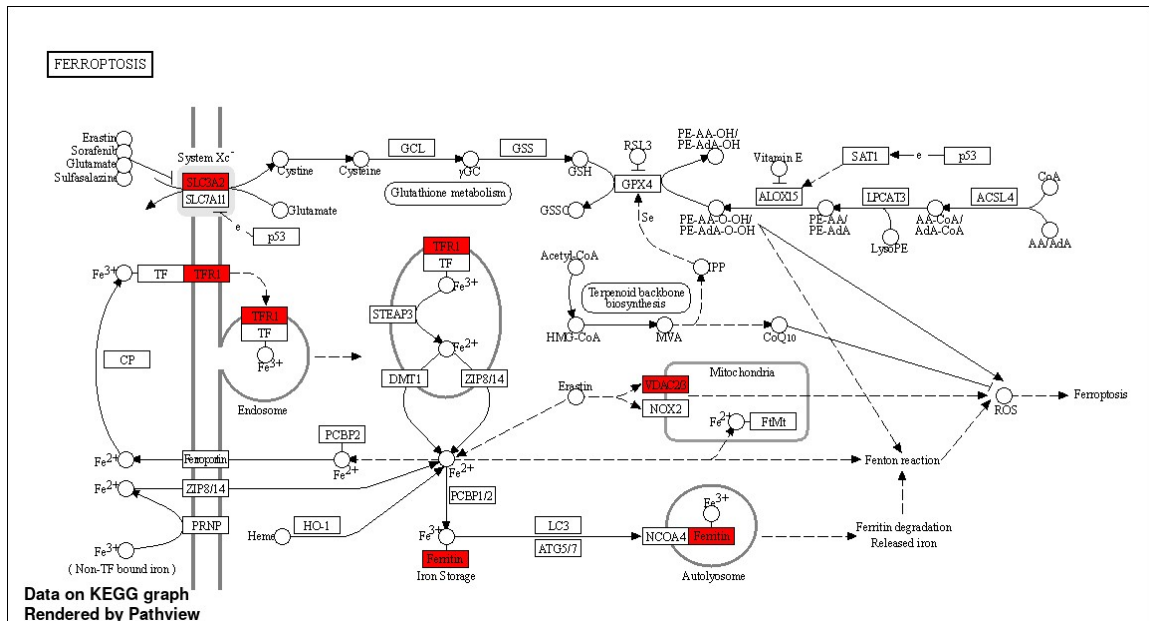 FERROPTOSIS
Erastin
Sorafenib
Glutamate
Sulfasalazine
System Xc-
SLC3A2
SLC7A11
Cystine
Glutamate
e
p53
Cysteine
GCL
γGC
GSS
GSH
Glutathione metabolism
RSL3
GPX4
GSSG
Se
PE-AA-OH/
PE-AdA-OH
PE-AA-O-OH/
PE-AdA-O-OH
Vitamin E
ALOX15
SAT1
e
p53
PE-AA/
PE-AdA
LPCAT3
LysoPE
AA-CoA/
AdA-CoA
ACSL4
CoA
AA/AdA
Fe3+
TF
TFR1
TFR1
TF
Fe3+
Endosome
CP
TFR1
TF
Fe3+
STEAP3
Fe2+
DMT1
ZIP8/14
Acetyl-CoA
Terpenoid backbone
biosynthesis
HMG-CoA
MVA
IPP
CoQ10
Erastin
VDAC2/3
NOX2
Mitochondria
Fe2+
FtMt
ROS
Ferroptosis
Fe2+
Ferroportin
PCBP2
Fe2+
Fe2+
Fenton reaction
Fe2+
ZIP8/14
PRNP
Fe3+
( Non-TF bound iron )
Heme
HO-1
PCBP1/2
Fe3+
Ferritin
Iron Storage
LC3
ATG5/7
Fe3+
NCOA4
Ferritin
Autolyosome
Ferritin degradation
Released iron
Data on KEGG graph
Rendered by Pathview